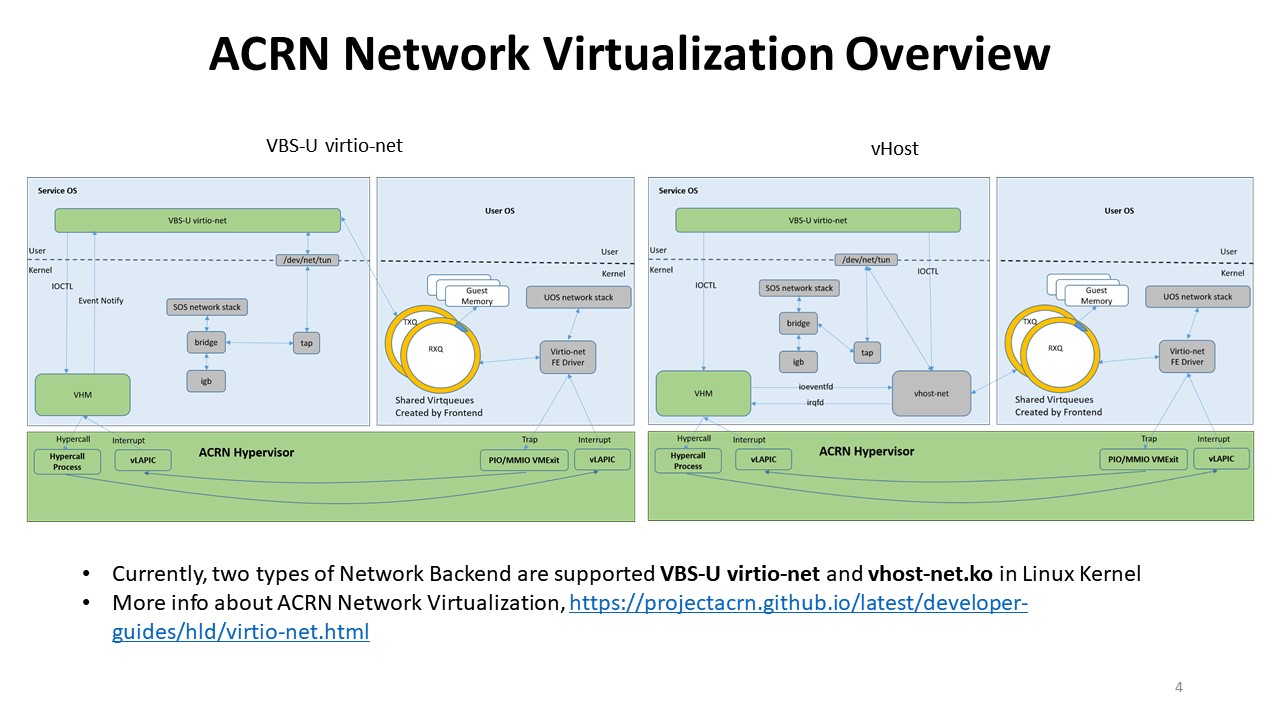 ACRN Network Virtualization Overview
VBS-U virtio-net
Service OS
VBS-U virtio-net
User
/dev/net/tun
Kernel
IOCTL
Event Notify
SOS network stack
bridge
tap
igb
VHM
User OS
User
Kernel
Guest
Memory
UOS network stack
TXQ
RXQ
Virtio-net
FE Driver
Shared Virtqueues
Created by Frontend
Hypercall
Interrupt
Trap
Interrupt
ACRN Hypervisor
Hypercall
Process
vLAPIC
PIO/MMIO VMExit
vLAPIC
vHost
Service OS
VBS-U virtio-net
User
/dev/net/tun
Kernel
IOCTL
IOCTL
SOS network stack
bridge
tap
igb
VHM
ioeventfd
irqfd
vhost-net
User OS
User
Kernel
Guest
Memory
UOS network stack
TXQ
RXQ
Virtio-net
FE Driver
Shared Virtqueues
Created by Frontend
Hypercall
Interrupt
Trap
Interrupt
ACRN Hypervisor
Hypercall
Process
vLAPIC
PIO/MMIO VMExit
vLAPIC
• Currently, two types of Network Backend are supported VBS-U virtio-net and vhost-net.ko in Linux Kernel
• More info about ACRN Network Virtualization, https://projectacrn.github.io/latest/developer-
guides/hld/virtio-net.html
4